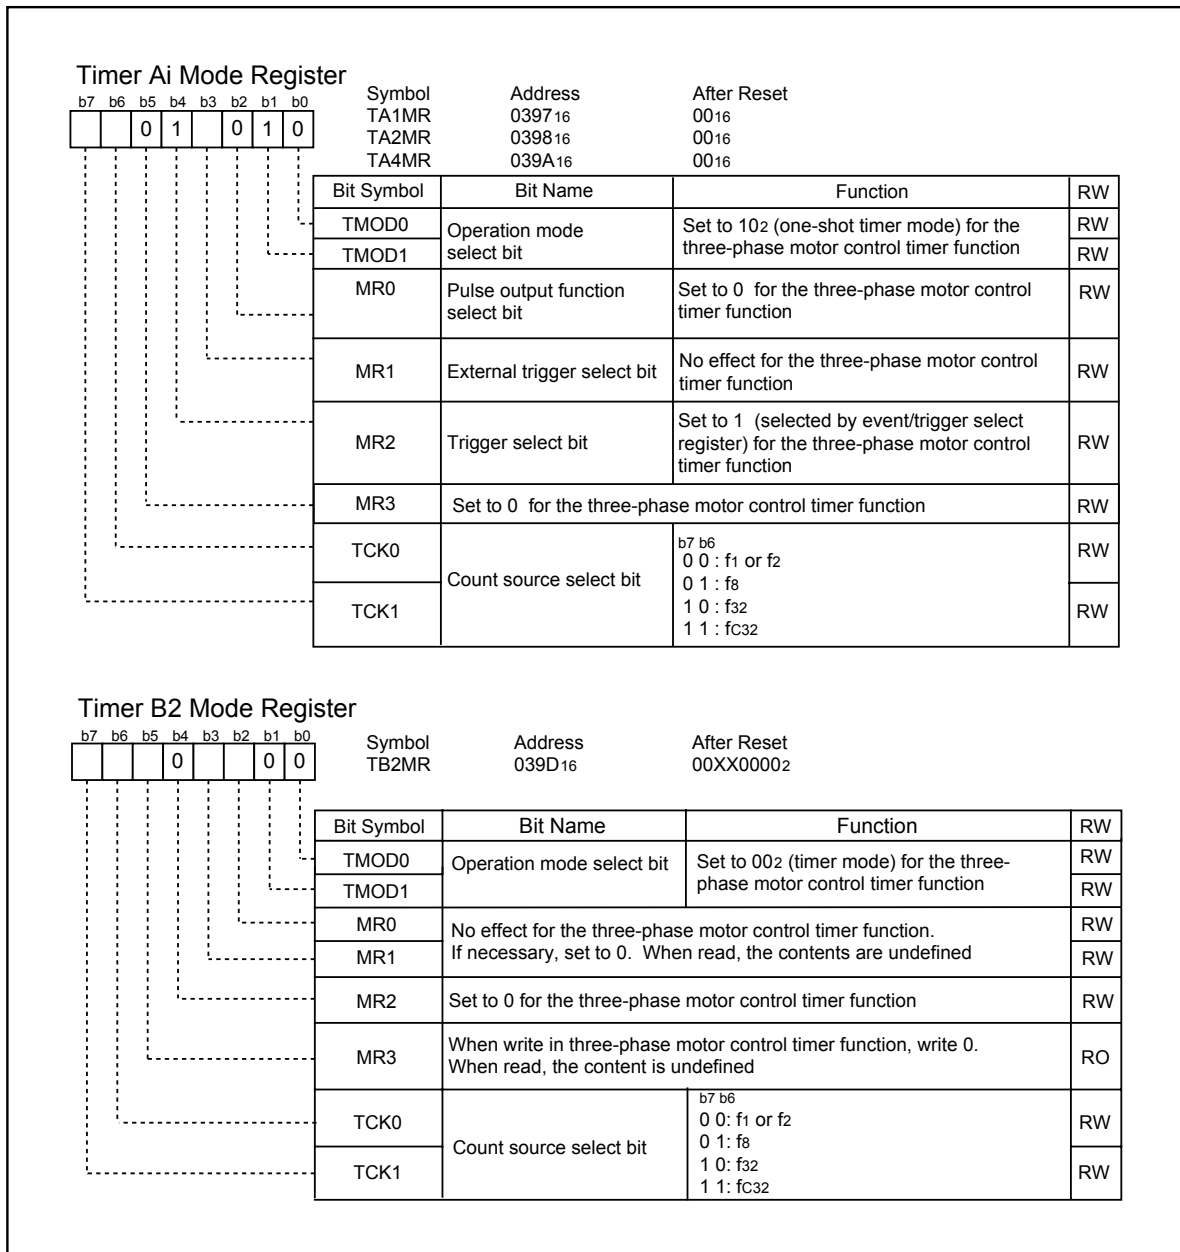 Timer Ai Mode Register
b7 b6 b5 b4 b3 b2 b1 b0
0 1 0 1 0
Symbol Address After Reset
TA1MR 039716 0016
TA2MR 039816 0016
TA4MR 039A16 0016
Bit Symbol Bit Name Function RW
TMOD0 Operation mode select bit Set to 102 (one-shot timer mode) for the three-phase motor control timer function RW
TMOD1 RW
MR0 Pulse output function select bit Set to 0 for the three-phase motor control timer function RW
MR1 External trigger select bit No effect for the three-phase motor control timer function RW
MR2 Trigger select bit Set to 1 (selected by event/trigger select register) for the three-phase motor control timer function RW
MR3 Set to 0 for the three-phase motor control timer function RW
TCK0 Count source select bit b7 b6 RW
0 0 : f1 or f2
0 1 : f8
TCK1 1 0 : f32 RW
1 1 : fC32
Timer B2 Mode Register
b7 b6 b5 b4 b3 b2 b1 b0
0 0 0
Symbol Address After Reset
TB2MR 039D16 00XX00002
Bit Symbol Bit Name Function RW
TMOD0 Operation mode select bit Set to 002 (timer mode) for the three-phase motor control timer function RW
TMOD1 RW
MR0 No effect for the three-phase motor control timer function. RW
MR1 If necessary, set to 0. When read, the contents are undefined RW
MR2 Set to 0 for the three-phase motor control timer function RW
MR3 When write in three-phase motor control timer function, write 0. RO
When read, the content is undefined
TCK0 Count source select bit b7 b6 RW
0 0: f1 or f2
0 1: f8
TCK1 1 0: f32 RW
1 1: fC32